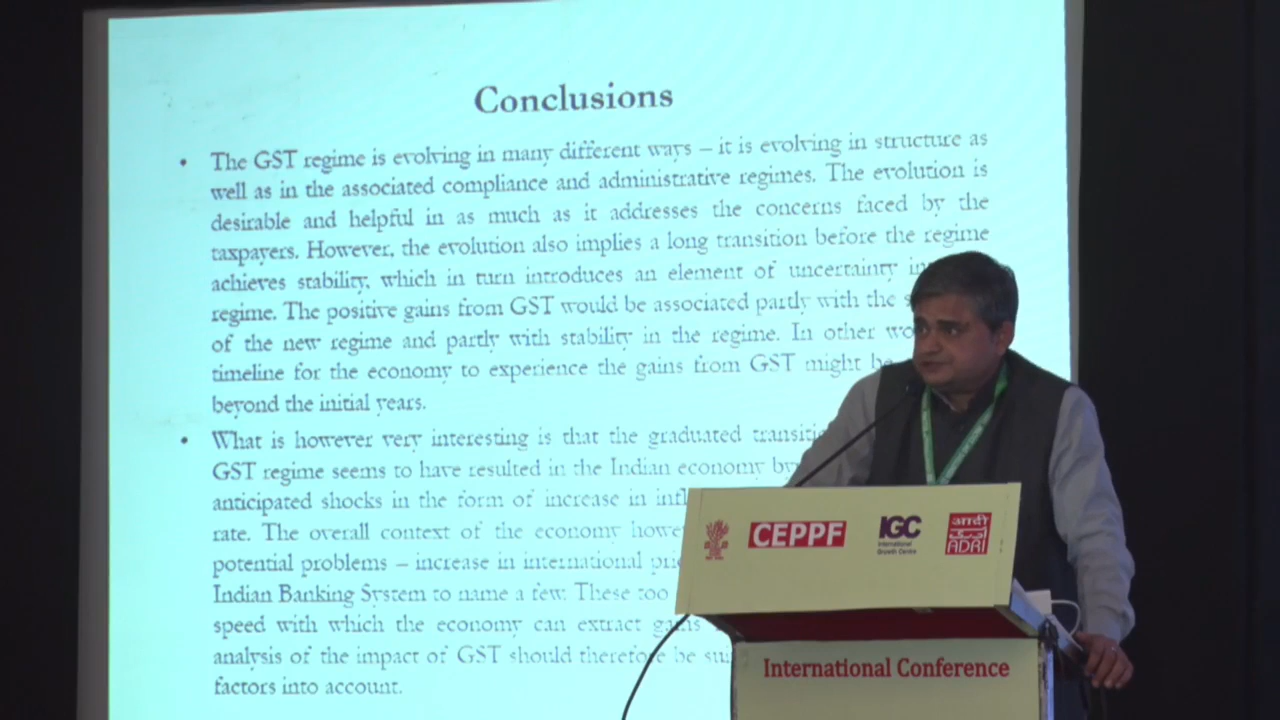 Conclusions
• The GST regime is evolving in many different ways – it is evolving in structure as
well as in the associated compliance and administrative regimes. The evolution is
desirable and helpful in as much as it addresses the concerns faced by the
taxpayers. However, the evolution also implies a long transition before the regime
achieves stability, which in turn introduces an element of uncertainty in
regime. The positive gains from GST would be associated partly with the
of the new regime and partly with stability in the regime. In other
timeline for the economy to experience the gains from GST might be
beyond the initial years.
• What is however very interesting is that the graduated
GST regime seems to have resulted in the Indian economy
anticipated shocks in the form of increase in
rate. The overall context of the economy
potential problems – increase in international
Indian Banking System to name a few. These too
speed with which the economy can extract gains
analysis of the impact of GST should therefore be
factors into account.
CEPPF
IGC
International
Growth Centre
आद्री
ADRI
International Conference